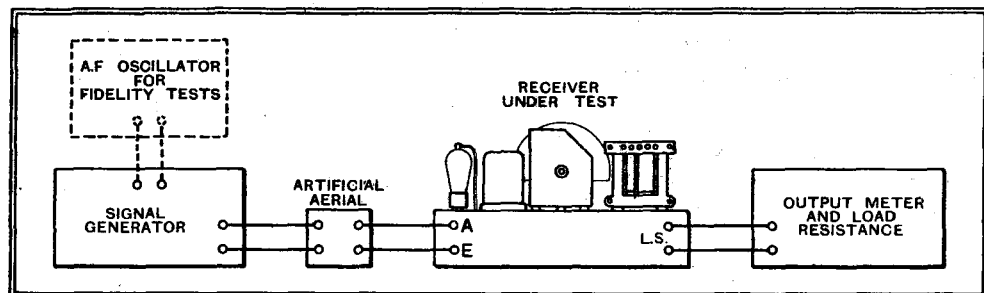 A.F OSCILLATOR
FOR
FIDELITY TESTS
RECEIVER
UNDER TEST
SIGNAL
GENERATOR
ARTIFICIAL
AERIAL
A
E
L.S.
OUTPUT METER
AND LOAD
RESISTANCE